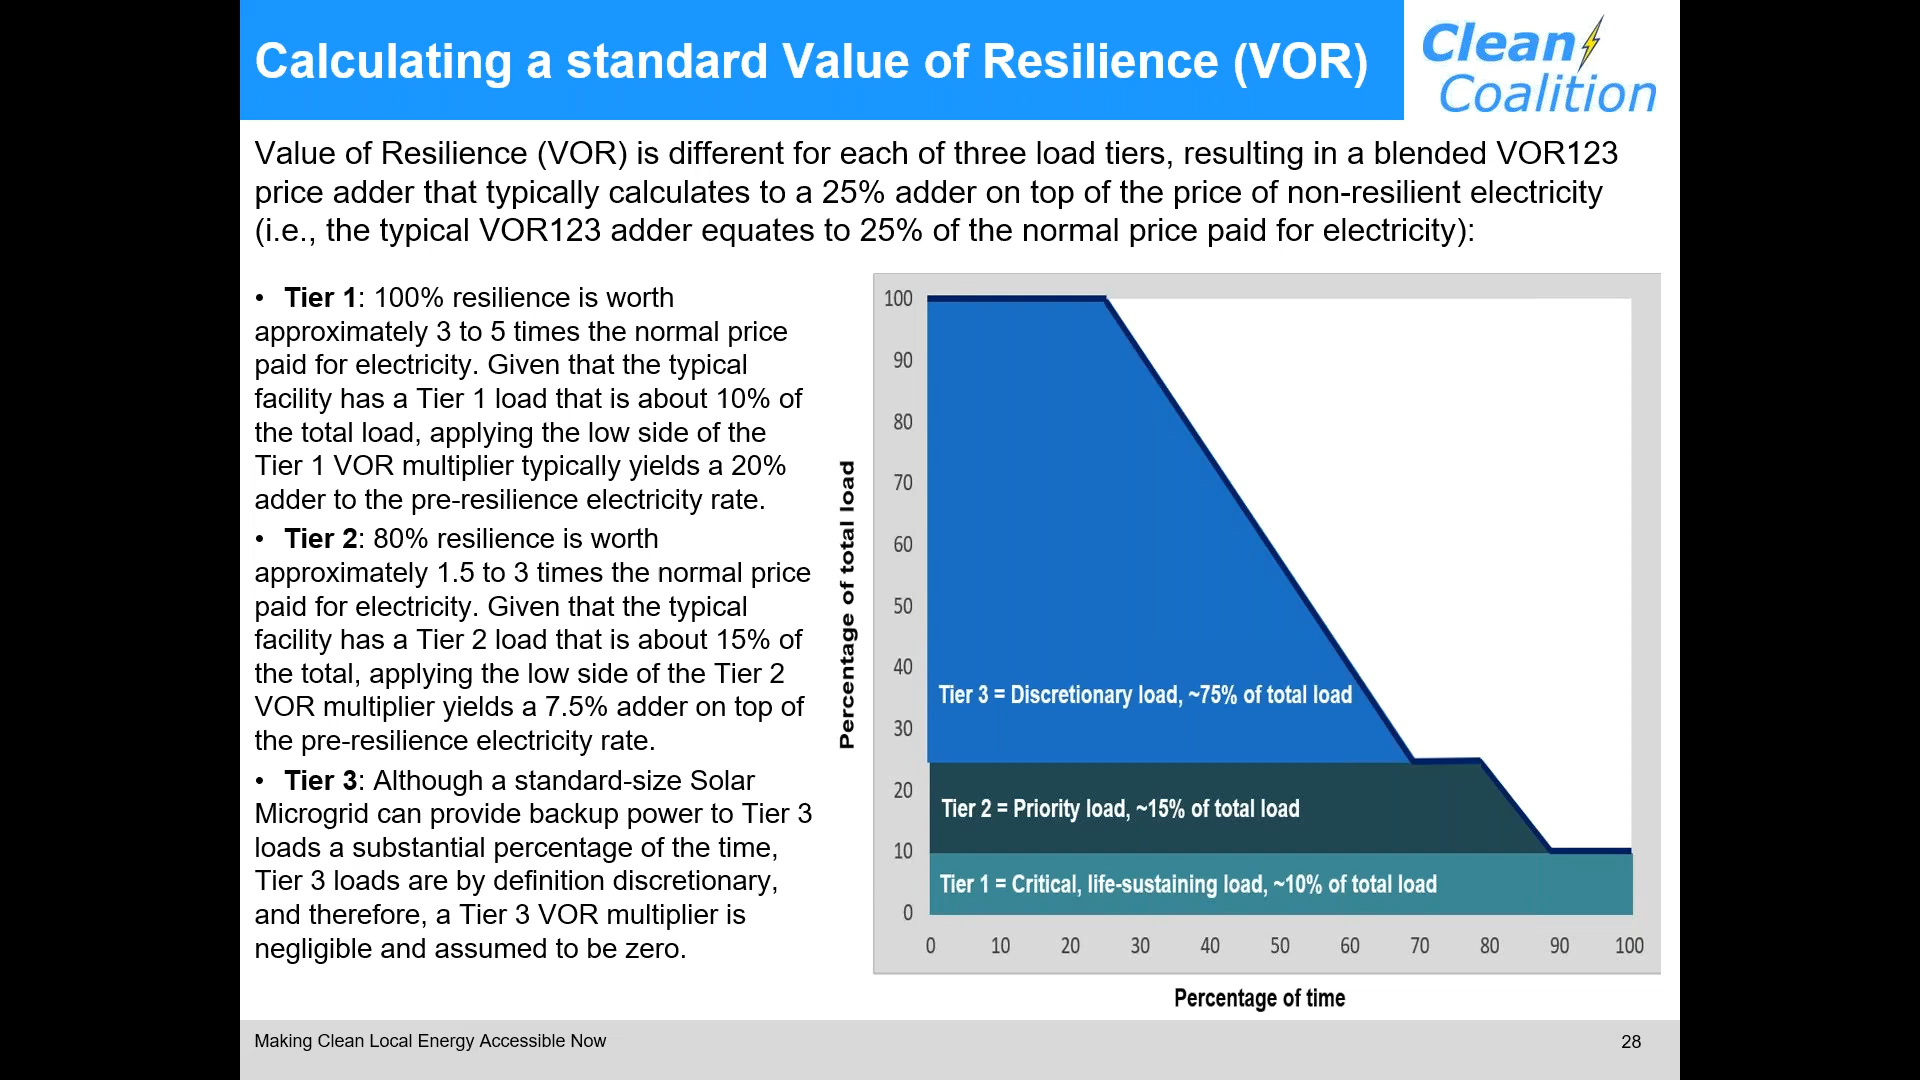 Calculating a standard Value of Resilience (VOR)
Clean
Coalition
Value of Resilience (VOR) is different for each of three load tiers, resulting in a blended VOR123
price adder that typically calculates to a 25% adder on top of the price of non-resilient electricity
(i.e., the typical VOR123 adder equates to 25% of the normal price paid for electricity):
• Tier 1: 100% resilience is worth
approximately 3 to 5 times the normal price
paid for electricity. Given that the typical
facility has a Tier 1 load that is about 10% of
the total load, applying the low side of the
Tier 1 VOR multiplier typically yields a 20%
adder to the pre-resilience electricity rate.
• Tier 2: 80% resilience is worth
approximately 1.5 to 3 times the normal price
paid for electricity. Given that the typical
facility has a Tier 2 load that is about 15% of
the total, applying the low side of the Tier 2
VOR multiplier yields a 7.5% adder on top of
the pre-resilience electricity rate.
• Tier 3: Although a standard-size Solar
Microgrid can provide backup power to Tier 3
loads a substantial percentage of the time,
Tier 3 loads are by definition discretionary,
and therefore, a Tier 3 VOR multiplier is
negligible and assumed to be zero.
Percentage of total load
100
90
80
70
60
50
40
30
20
10
0
Tier 3 = Discretionary load, ~75% of total load
Tier 2 = Priority load, ~15% of total load
Tier 1 = Critical, life-sustaining load, ~10% of total load
0 10 20 30 40 50 60 70 80 90 100
Percentage of time
Making Clean Local Energy Accessible Now
28